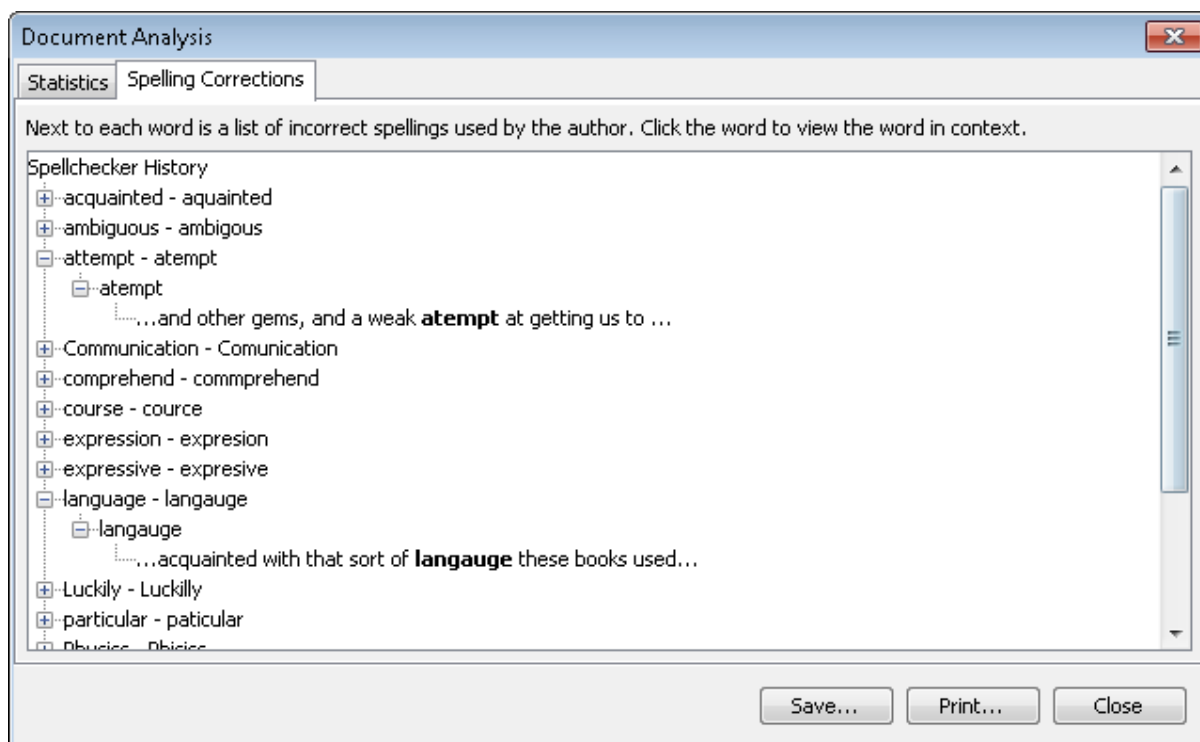 Document Analysis
Statistics Spelling Corrections
Next to each word is a list of incorrect spellings used by the author. Click the word to view the word in context.
Spellchecker History
acquainted - aquainted
ambiguous - ambigous
attempt - atempt
atempt
...and other gems, and a weak atempt at getting us to ...
Communication - Comunication
comprehend - commprehend
course - cource
expression - expresion
expressive - expresive
language - langauge
langauge
...acquainted with that sort of langauge these books used...
Luckily - Luckilly
particular - paticular
Physics - Phisics
Save... Print... Close